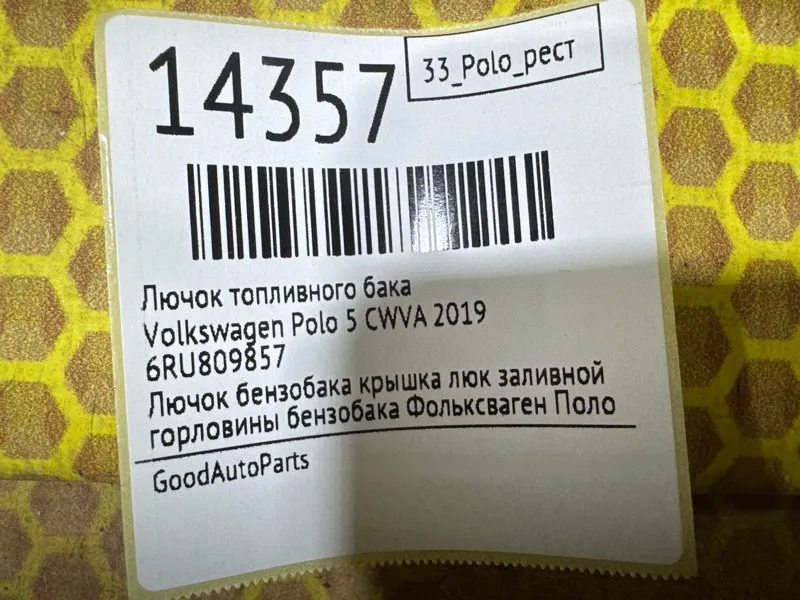 14357
33_Polo_рест
Лючок топливного бака
Volkswagen Polo 5 CWVA 2019
6RU809857
Лючок бензобака крышка люк заливной
горловины бензобака Фольксваген Поло
GoodAutoParts